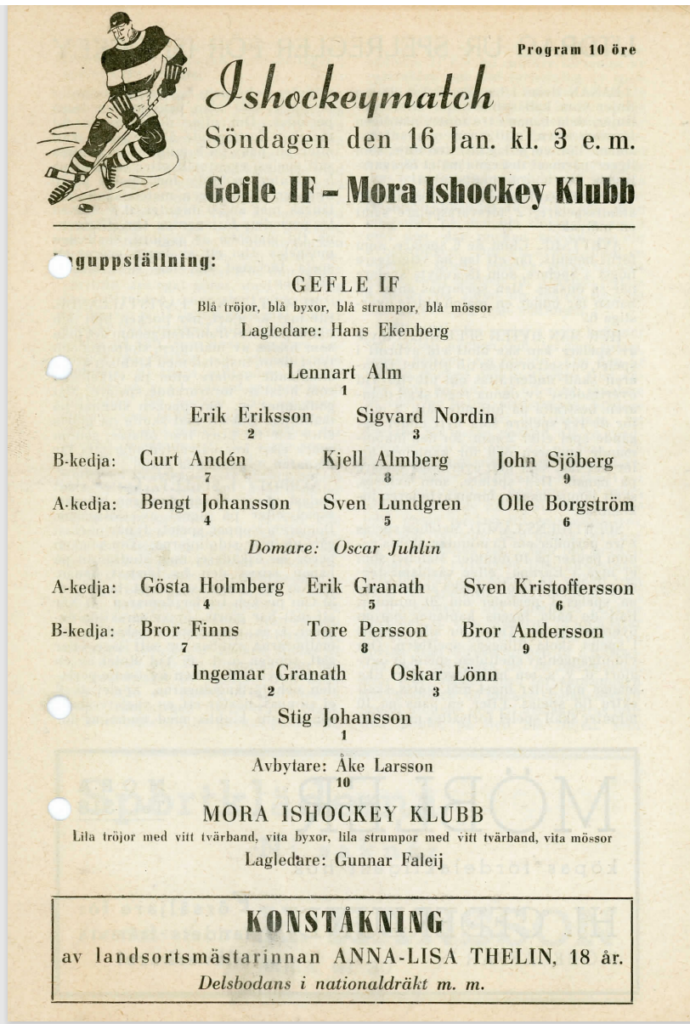 Program 10 öre
Ishockeymatch
Söndagen den 16 Jan. kl. 3 e. m.
Gefle IF - Mora Ishockey Klubb
guppställning:
GEFLE IF
Blå tröjor, blå byxor, blå strumpor, blå mössor
Lagledare: Hans Ekenberg
Lennart Alm
1
Erik Eriksson Sigvard Nordin
2 3
B-kedja: Curt Andén Kjell Almberg John Sjöberg
7 8 9
A-kedja: Bengt Johansson Sven Lundgren Olle Borgström
4 5 6
Domare: Oscar Juhlin
A-kedja: Gösta Holmberg Erik Granath Sven Kristoffersson
4 5 6
B-kedja: Bror Finns Tore Persson Bror Andersson
7 8 9
Ingemar Granath Oskar Lönn
2 3
Stig Johansson
1
Avbytare: Åke Larsson
10
MORA ISHOCKEY KLUBB
Lila tröjor med vitt tvärband, vita byxor, lila strumpor med vitt tvärband, vita mössor
Lagledare: Gunnar Faleij
KONSTÅKNING
av landsortsmästarinnan ANNA-LISA THELIN, 18 år.
Delsbodans i nationaldräkt m. m.